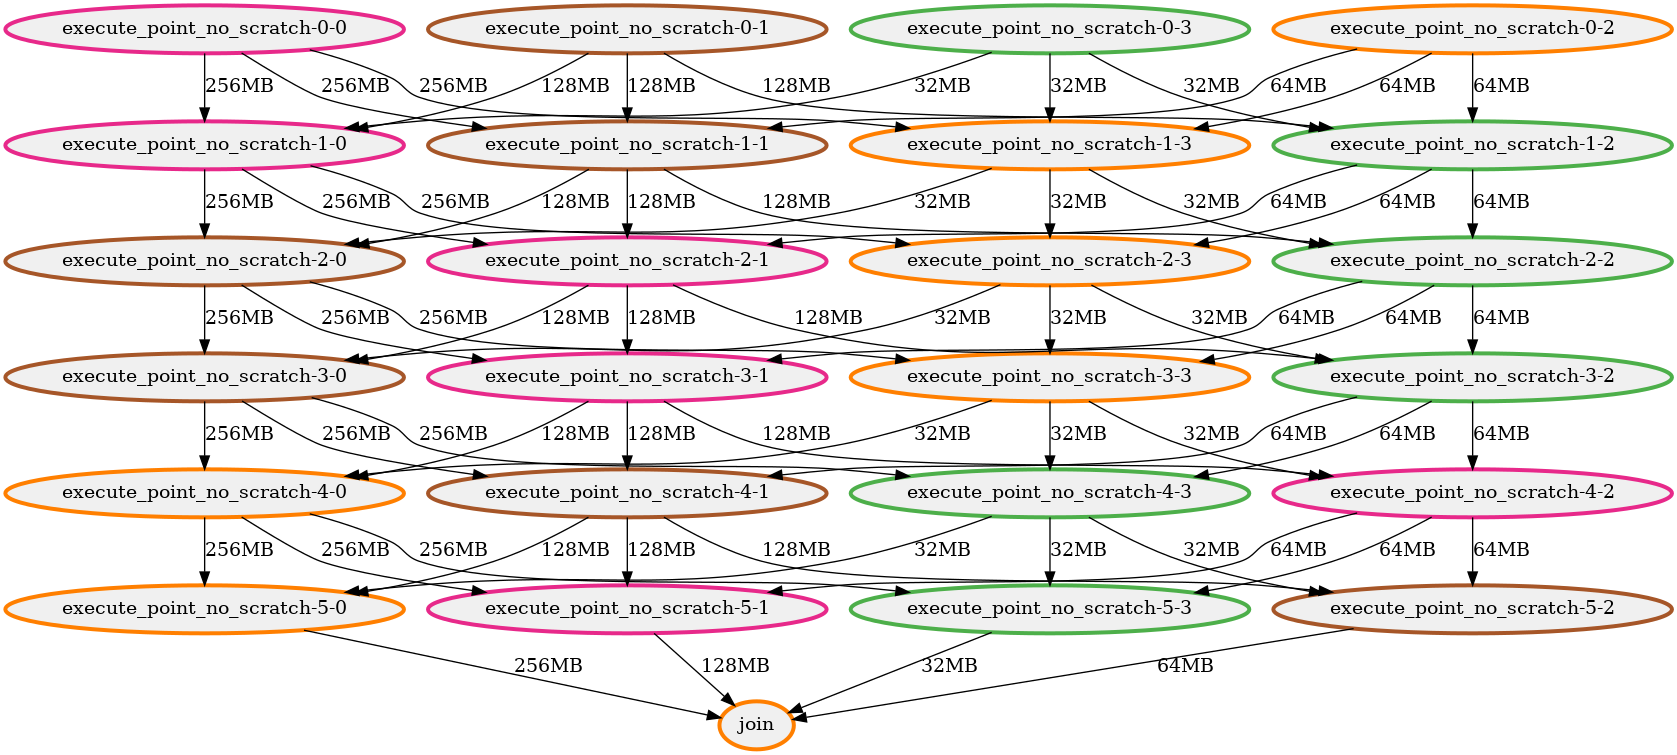 execute_point_no_scratch-0-0 execute_point_no_scratch-0-1 execute_point_no_scratch-0-3 execute_point_no_scratch-0-2
256MB 256MB 256MB 128MB 128MB 128MB 32MB 32MB 32MB 64MB 64MB 64MB
execute_point_no_scratch-1-0 execute_point_no_scratch-1-1 execute_point_no_scratch-1-3 execute_point_no_scratch-1-2
256MB 256MB 256MB 128MB 128MB 128MB 32MB 32MB 32MB 64MB 64MB 64MB
execute_point_no_scratch-2-0 execute_point_no_scratch-2-1 execute_point_no_scratch-2-3 execute_point_no_scratch-2-2
256MB 256MB 256MB 128MB 128MB 128MB 32MB 32MB 32MB 64MB 64MB 64MB
execute_point_no_scratch-3-0 execute_point_no_scratch-3-1 execute_point_no_scratch-3-3 execute_point_no_scratch-3-2
256MB 256MB 256MB 128MB 128MB 128MB 32MB 32MB 32MB 64MB 64MB 64MB
execute_point_no_scratch-4-0 execute_point_no_scratch-4-1 execute_point_no_scratch-4-3 execute_point_no_scratch-4-2
256MB 256MB 256MB 128MB 128MB 128MB 32MB 32MB 32MB 64MB 64MB 64MB
execute_point_no_scratch-5-0 execute_point_no_scratch-5-1 execute_point_no_scratch-5-3 execute_point_no_scratch-5-2
256MB 128MB 32MB 64MB
join